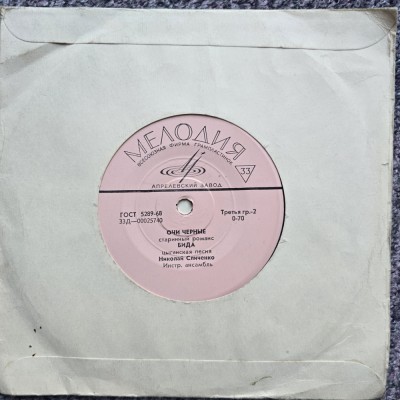 МЕЛОДИЯ
ВСЕСОЮЗНАЯ ФИРМА ГРАМПЛАСТИНОК
33
АПРЕЛЕВСКИЙ ЗАВОД
ГОСТ 5289-68
Третья гр.-2
33Д—00025740
0-70
ОЧИ ЧЕРНЫЕ
старинный романс
БИДА
цыганская песня
Николай Сличенко
Инстр. ансамбль